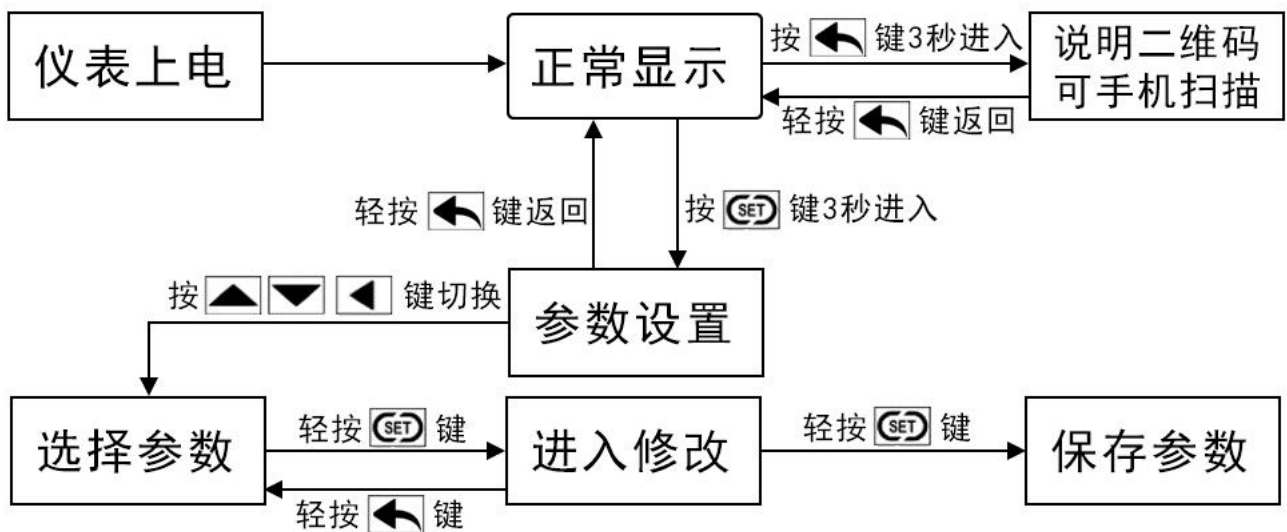 仪表上电
正常显示
按 键3秒进入
轻按 键返回
说明二维码
可手机扫描
轻按 键返回
按 SET 键3秒进入
按 键切换
参数设置
选择参数
轻按 SET 键
轻按 键
进入修改
轻按 SET 键
保存参数